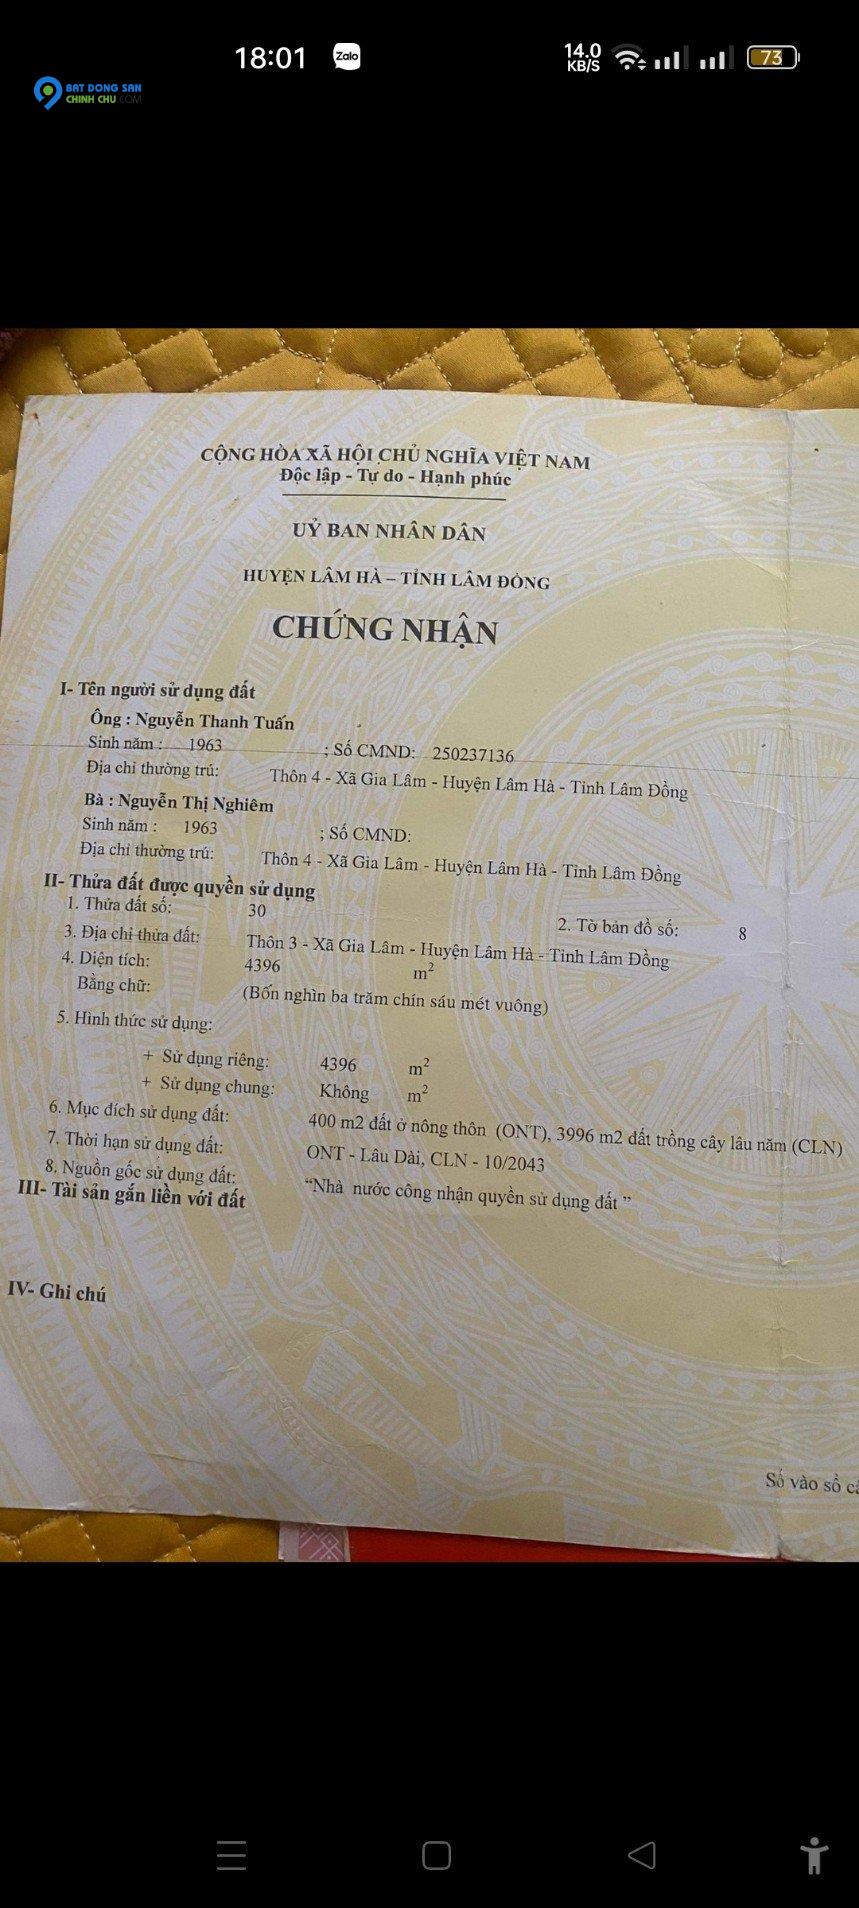 18:01
Zalo
14.0
KB/S
73
BAT DONG SAN
CHINH CHU.COM
CỘNG HÒA XÃ HỘI CHỦ NGHĨA VIỆT NAM
Độc lập - Tự do - Hạnh phúc
UỶ BAN NHÂN DÂN
HUYỆN LÂM HÀ – TỈNH LÂM ĐỒNG
CHỨNG NHẬN
I- Tên người sử dụng đất
Ông : Nguyễn Thanh Tuấn
Sinh năm : 1963 ; Số CMND: 250237136
Địa chỉ thường trú: Thôn 4 - Xã Gia Lâm - Huyện Lâm Hà - Tỉnh Lâm Đồng
Bà : Nguyễn Thị Nghiêm
Sinh năm : 1963 ; Số CMND:
Địa chỉ thường trú: Thôn 4 - Xã Gia Lâm - Huyện Lâm Hà - Tỉnh Lâm Đồng
II- Thửa đất được quyền sử dụng
1. Thửa đất số: 30 2. Tờ bản đồ số: 8
3. Địa chỉ thửa đất: Thôn 3 - Xã Gia Lâm - Huyện Lâm Hà - Tỉnh Lâm Đồng
4. Diện tích: 4396 m²
Bằng chữ: (Bốn nghìn ba trăm chín sáu mét vuông)
5. Hình thức sử dụng:
+ Sử dụng riêng: 4396 m²
+ Sử dụng chung: Không m²
6. Mục đích sử dụng đất: 400 m2 đất ở nông thôn (ONT), 3996 m2 đất trồng cây lâu năm (CLN)
7. Thời hạn sử dụng đất: ONT - Lâu Dài, CLN - 10/2043
8. Nguồn gốc sử dụng đất: “Nhà nước công nhận quyền sử dụng đất ”
III- Tài sản gắn liền với đất
IV- Ghi chú
Số vào sổ